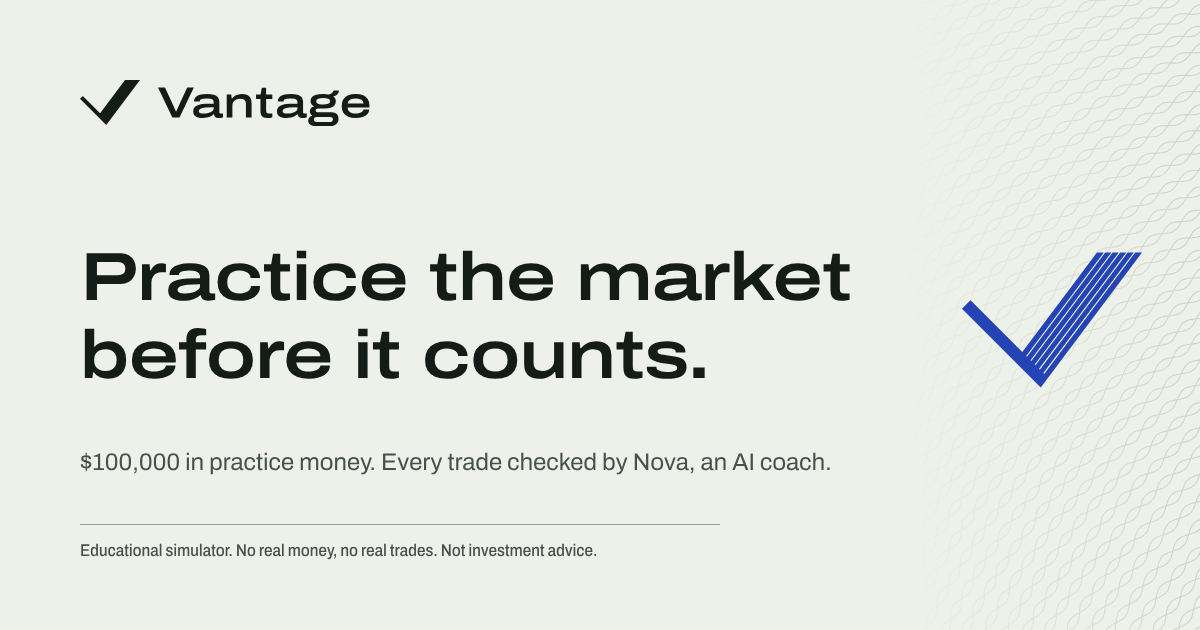 Vantage
Practice the market
before it counts.
$100,000 in practice money. Every trade checked by Nova, an AI coach.
Educational simulator. No real money, no real trades. Not investment advice.